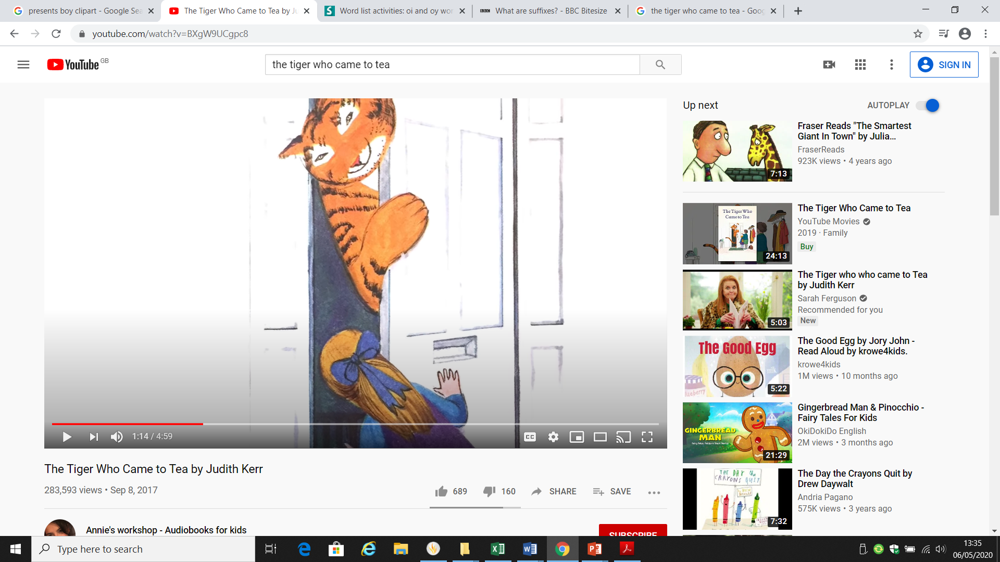 presents boy clipart - Google Sea
The Tiger Who Came to Tea by Ju
Word list activities: oi and oy wor
BBC What are suffixes? - BBC Bitesize
the tiger who came to tea - Goog
youtube.com/watch?v=BXgW9UCgpc8
YouTube GB
the tiger who came to tea
SIGN IN
Up next
AUTOPLAY
Fraser Reads "The Smartest
Giant In Town" by Julia...
FraserReads
923K views • 4 years ago
7:13
The Tiger Who
Came to Tea
24:13
The Tiger Who Came to Tea
YouTube Movies
2019 · Family
Buy
The Tiger who who came to Tea
by Judith Kerr
Sarah Ferguson
Recommended for you
New
5:03
The Good Egg
milk
lueberry
5:22
The Good Egg by Jory John -
Read Aloud by krowe4kids.
krowe4kids
1M views • 10 months ago
GINGERBREAD
MAN
21:29
Gingerbread Man & Pinocchio -
Fairy Tales For Kids
OkiDokiDo English
2M views • 3 months ago
THE DAY the
CRAYONS QUIT
7:32
The Day the Crayons Quit by
Drew Daywalt
Andria Pagano
575K views • 3 years ago
1:14 / 4:59
CC
The Tiger Who Came to Tea by Judith Kerr
283,593 views • Sep 8, 2017
689
160
SHARE
SAVE
Annie's workshop - Audiobooks for kids
SUBSCRIBE
Type here to search
13:35
06/05/2020